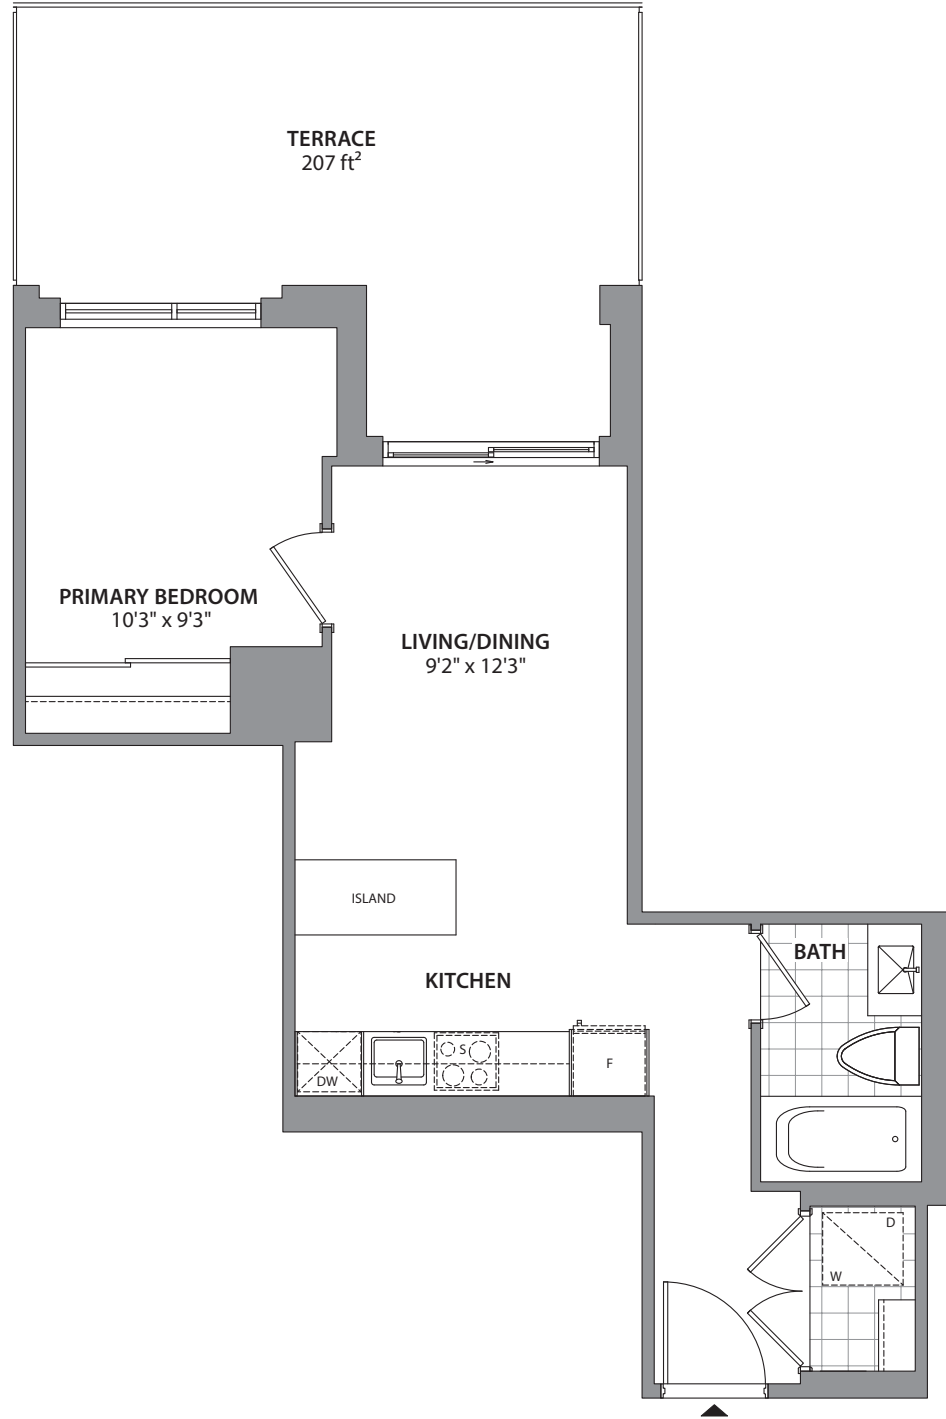 TERRACE
207 ft²
PRIMARY BEDROOM
10'3" x 9'3"
LIVING/DINING
9'2" x 12'3"
ISLAND
BATH
KITCHEN
S
F
DW
D
W